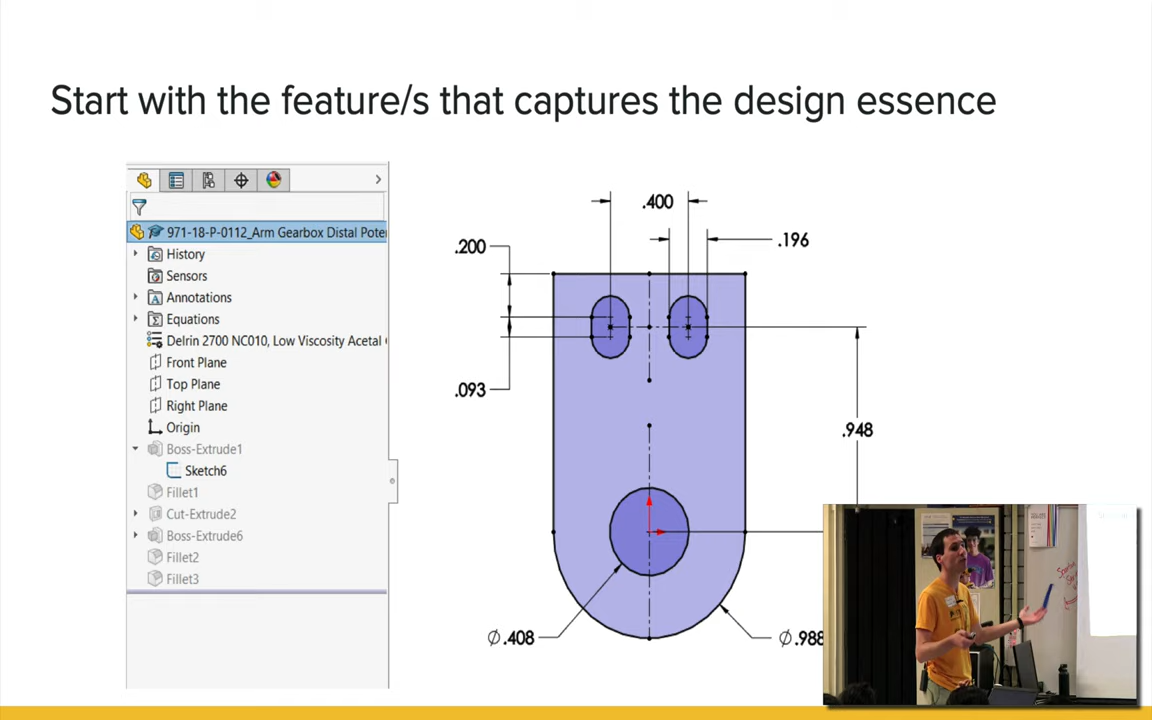 Start with the feature/s that captures the design essence
971-18-P-0112_Arm Gearbox Distal Pote
History
Sensors
Annotations
Equations
Delrin 2700 NC010, Low Viscosity Acetal
Front Plane
Top Plane
Right Plane
Origin
Boss-Extrude1
Sketch6
Fillet1
Cut-Extrude2
Boss-Extrude6
Fillet2
Fillet3
.400
.196
.200
.093
.948
Ø.408
Ø.988